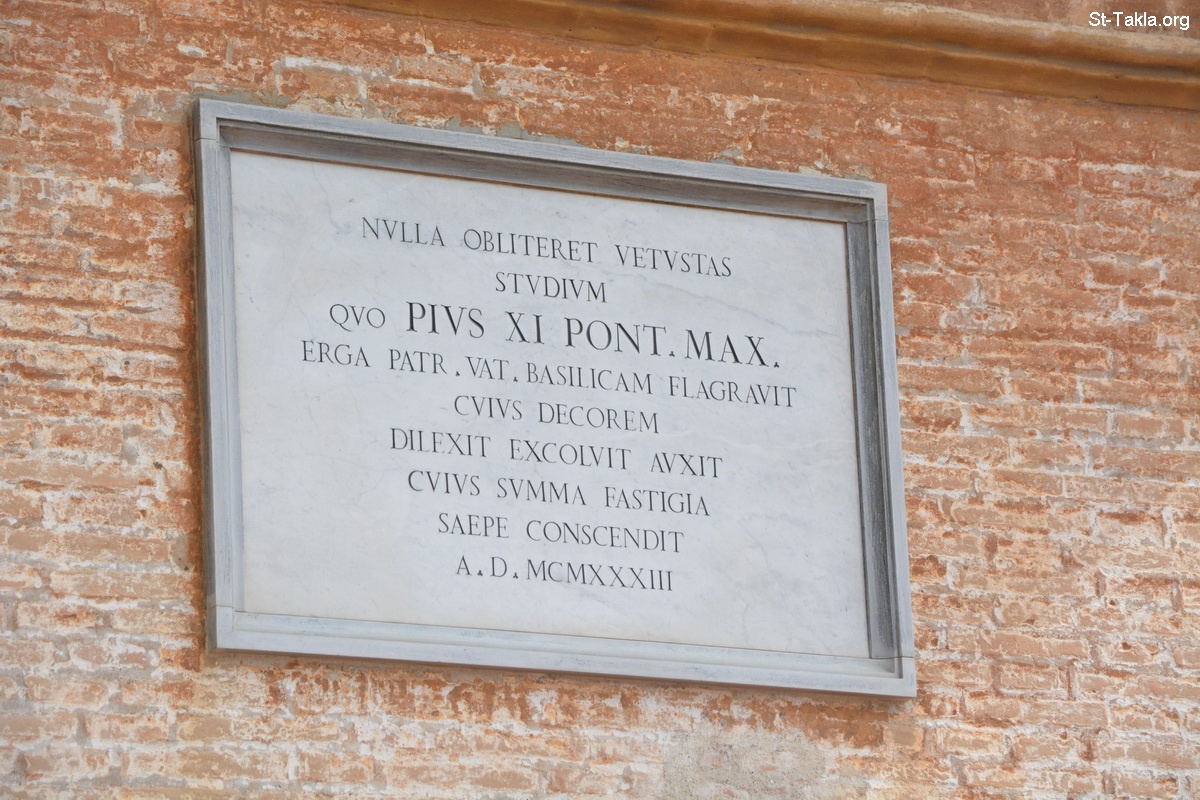 St-Takla.org
NVLLA OBLITERET VETVSTAS
STVDIVM
QVO PIVS XI PONT. MAX.
ERGA PATR. VAT. BASILICAM FLAGRAVIT
CVIVS DECOREM
DILEXIT EXCOLVIT AVXIT
CVIVS SVMMA FASTIGIA
SAEPE CONSCENDIT
A. D. MCMXXXIII